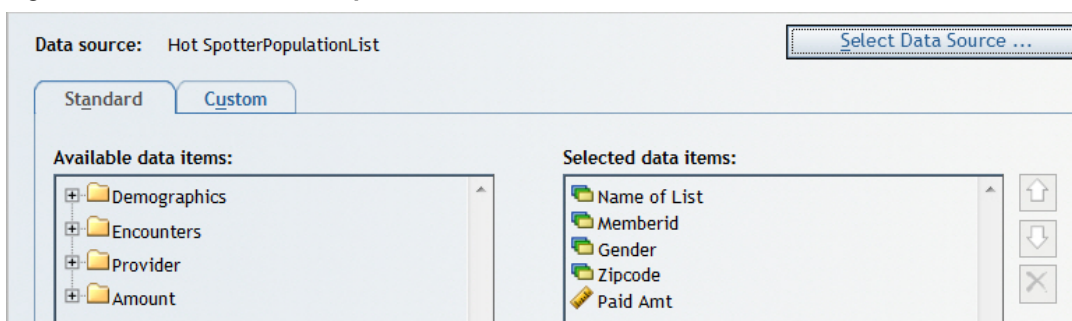 Data source: Hot SpotterPopulationList
Select Data Source ...
Standard Custom
Available data items:
Demographics
Encounters
Provider
Amount
Selected data items:
Name of List
Memberid
Gender
Zipcode
Paid Amt